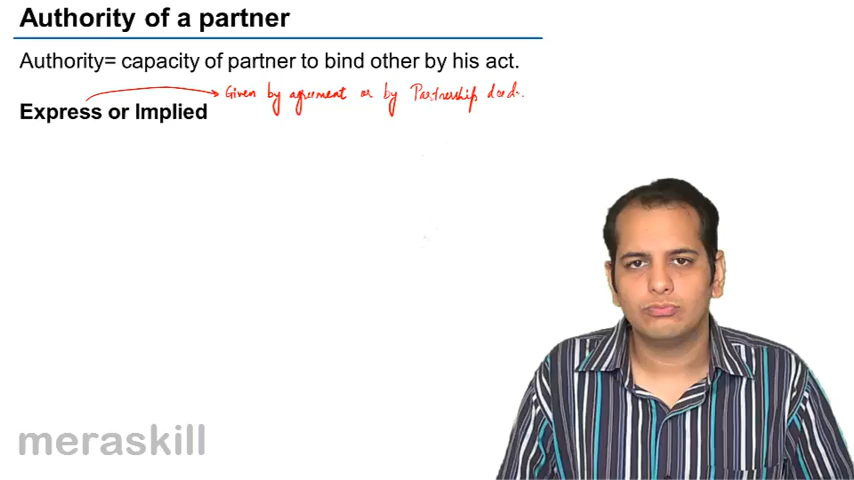 Authority of a partner
Authority= capacity of partner to bind other by his act.
Given by agreement or by Partnership deed.
Express or Implied
meraskill